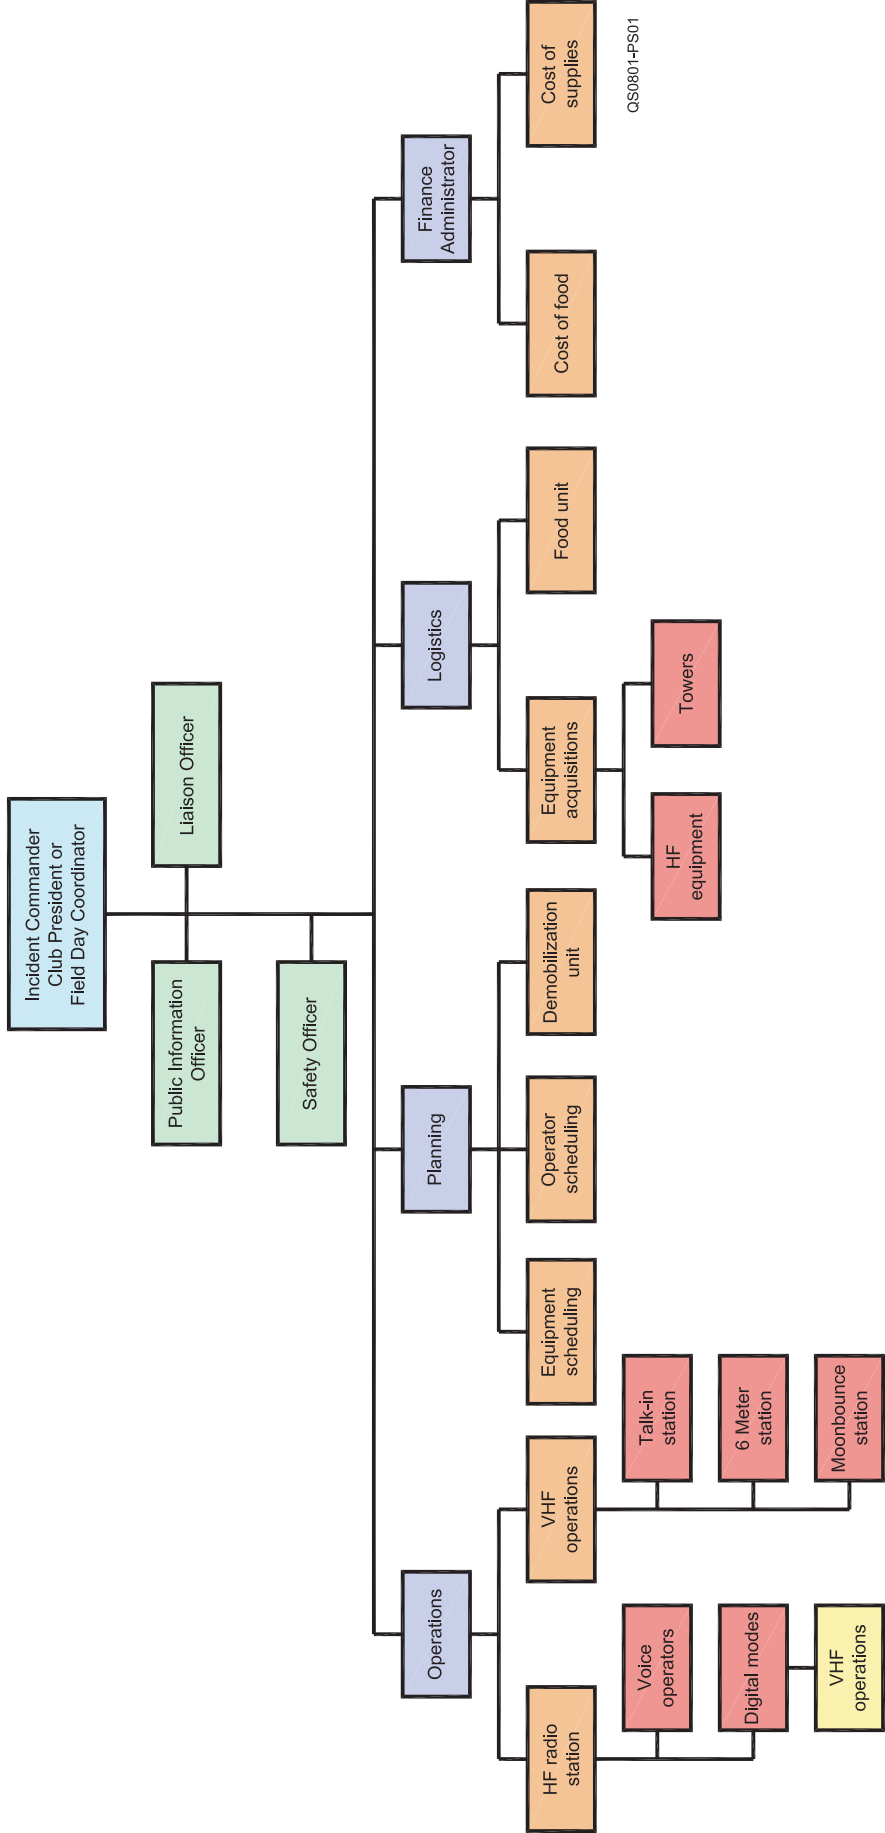 Incident Commander
Club President or
Field Day Coordinator
Public Information
Officer
Liaison Officer
Safety Officer
Operations
Planning
Logistics
Finance
Administrator
HF radio
station
VHF
operations
Equipment
scheduling
Operator
scheduling
Demobilization
unit
Equipment
acquisitions
Food unit
Cost of food
Cost of
supplies
Voice
operators
Talk-in
station
HF
equipment
Towers
Digital modes
6 Meter
station
VHF
operations
Moonbounce
station
QS0801-PS01